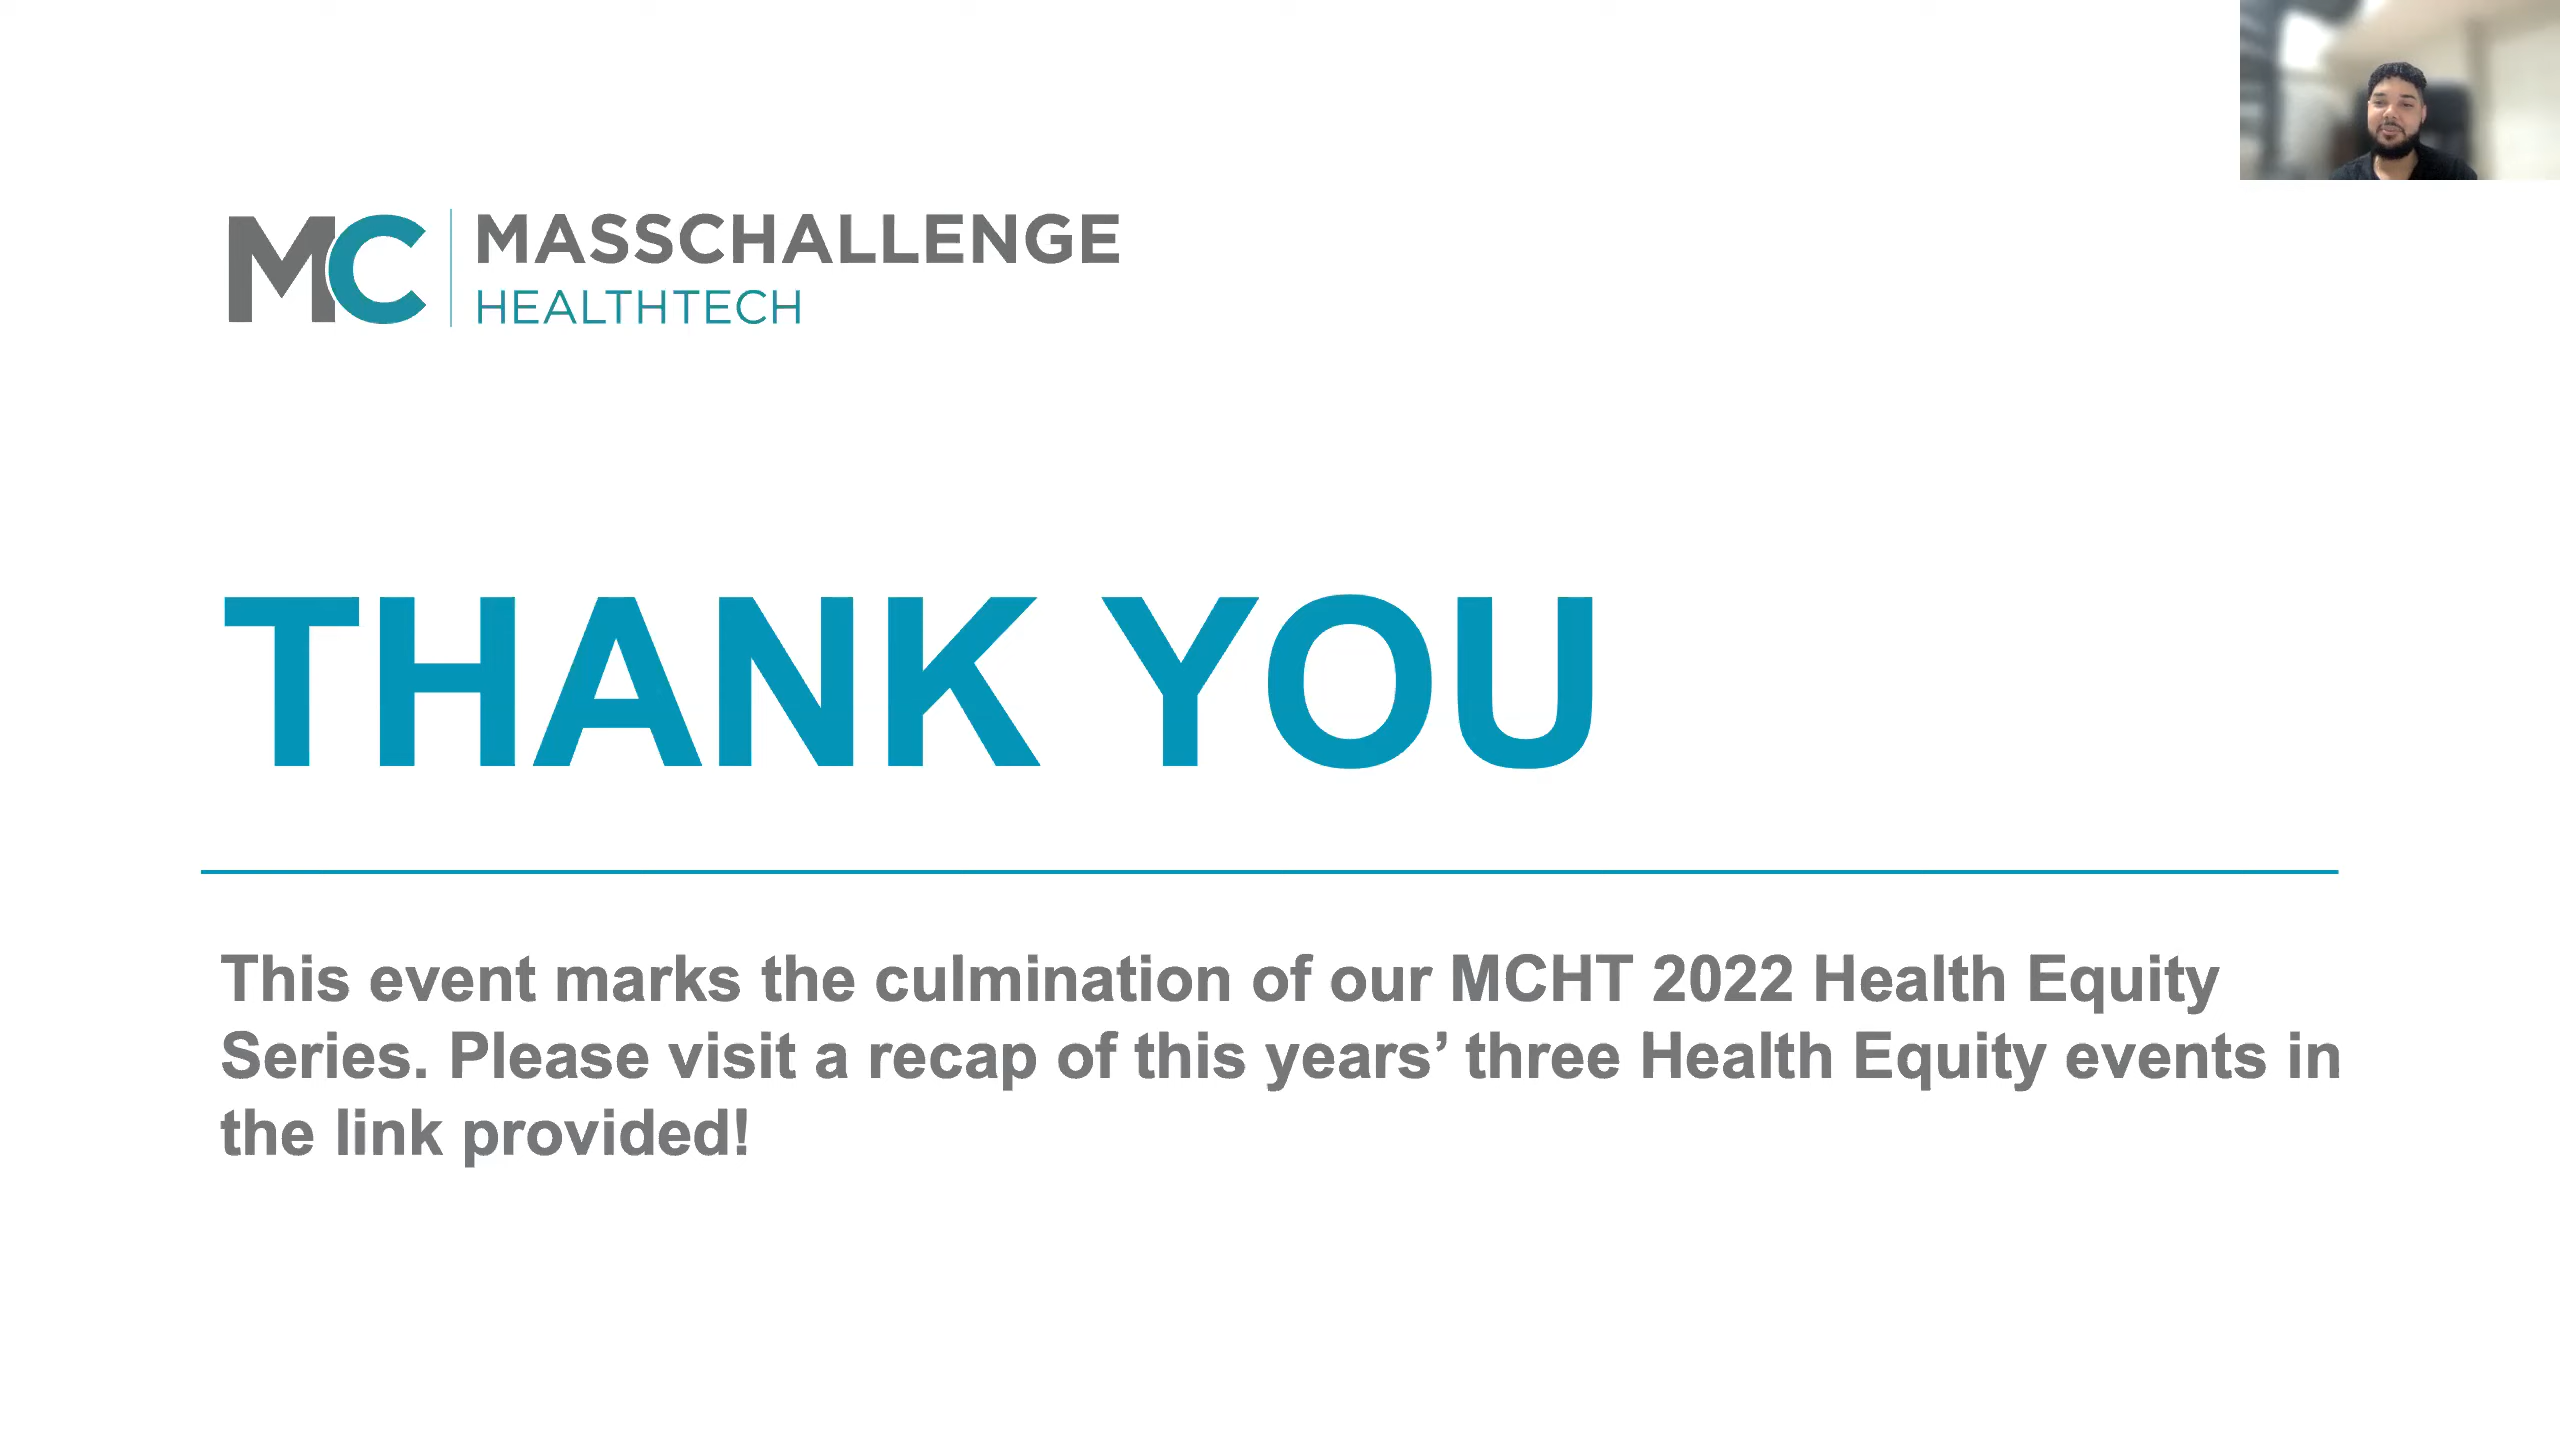 MC
MASSCHALLENGE
HEALTHTECH
THANK YOU
This event marks the culmination of our MCHT 2022 Health Equity
Series. Please visit a recap of this years’ three Health Equity events in
the link provided!